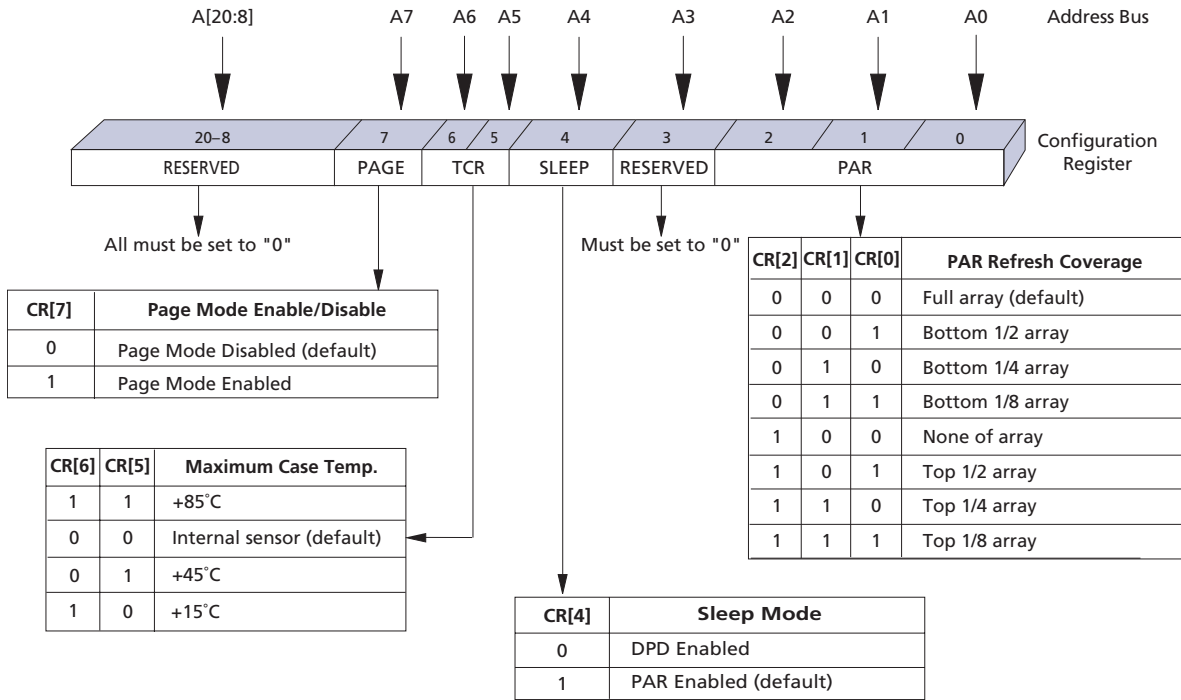 A[20:8] A7 A6 A5 A4 A3 A2 A1 A0 Address Bus
20–8 7 6 5 4 3 2 1 0
Configuration
Register
RESERVED PAGE TCR SLEEP RESERVED PAR
All must be set to "0"
Must be set to "0"
CR[7] Page Mode Enable/Disable
0 Page Mode Disabled (default)
1 Page Mode Enabled
CR[2] CR[1] CR[0] PAR Refresh Coverage
0 0 0 Full array (default)
0 0 1 Bottom 1/2 array
0 1 0 Bottom 1/4 array
0 1 1 Bottom 1/8 array
1 0 0 None of array
1 0 1 Top 1/2 array
1 1 0 Top 1/4 array
1 1 1 Top 1/8 array
CR[6] CR[5] Maximum Case Temp.
1 1 +85˚C
0 0 Internal sensor (default)
0 1 +45˚C
1 0 +15˚C
CR[4] Sleep Mode
0 DPD Enabled
1 PAR Enabled (default)